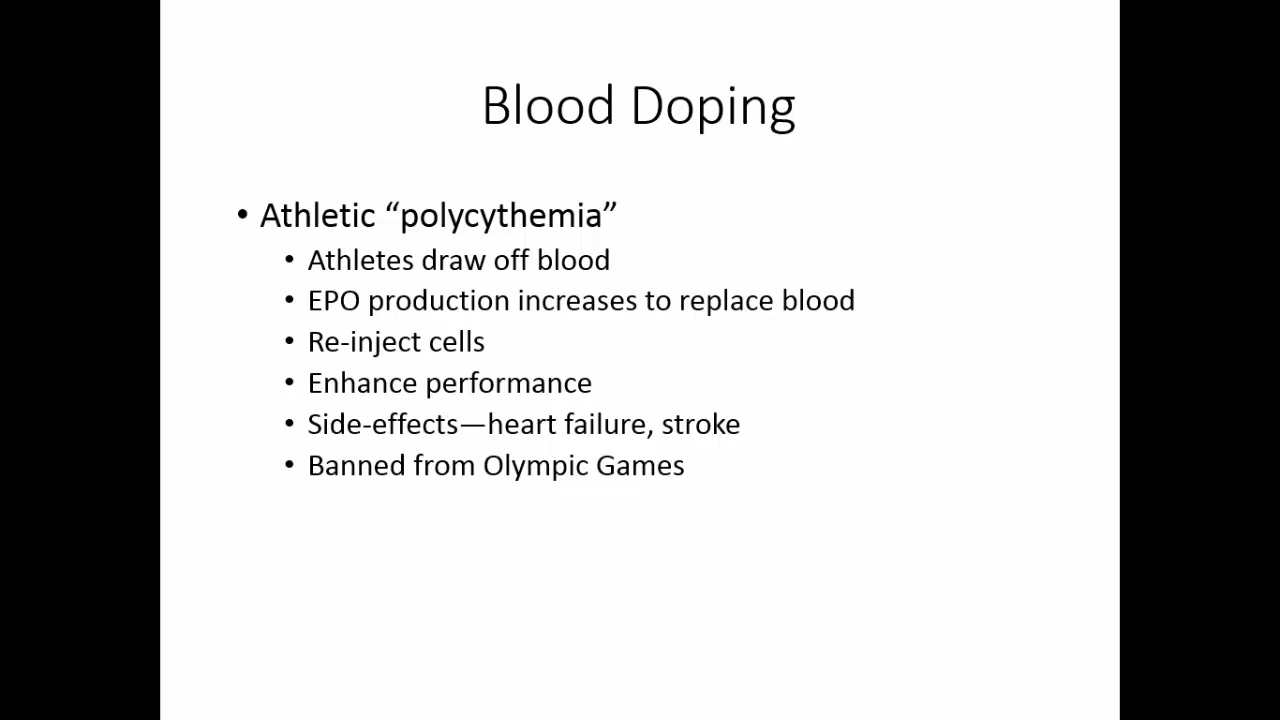 Blood Doping
• Athletic “polycythemia”
• Athletes draw off blood
• EPO production increases to replace blood
• Re-inject cells
• Enhance performance
• Side-effects—heart failure, stroke
• Banned from Olympic Games